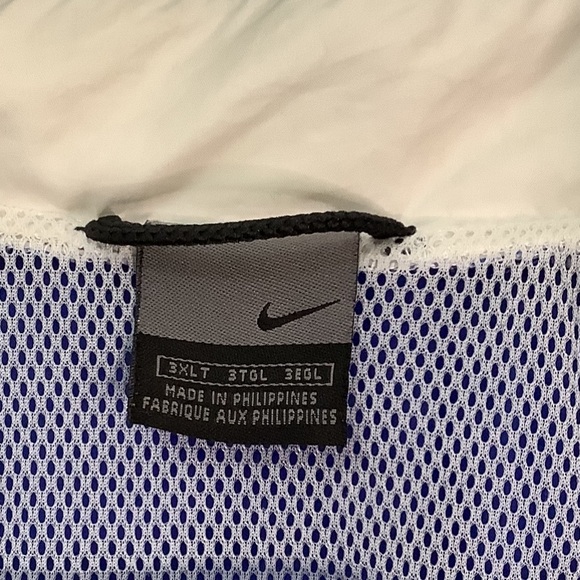 3XLT 3TGL 3EGL
MADE IN PHILIPPINES
FABRIQUE AUX PHILIPPINES